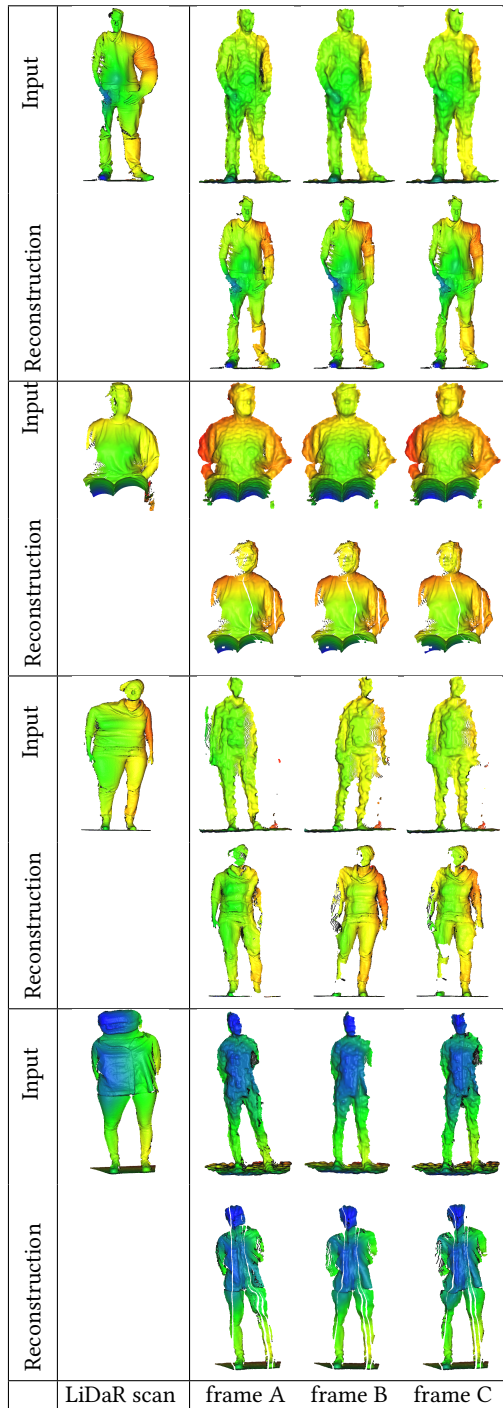 Input
Reconstruction
Input
Reconstruction
Input
Reconstruction
Input
Reconstruction
LiDaR scan frame A frame B frame C